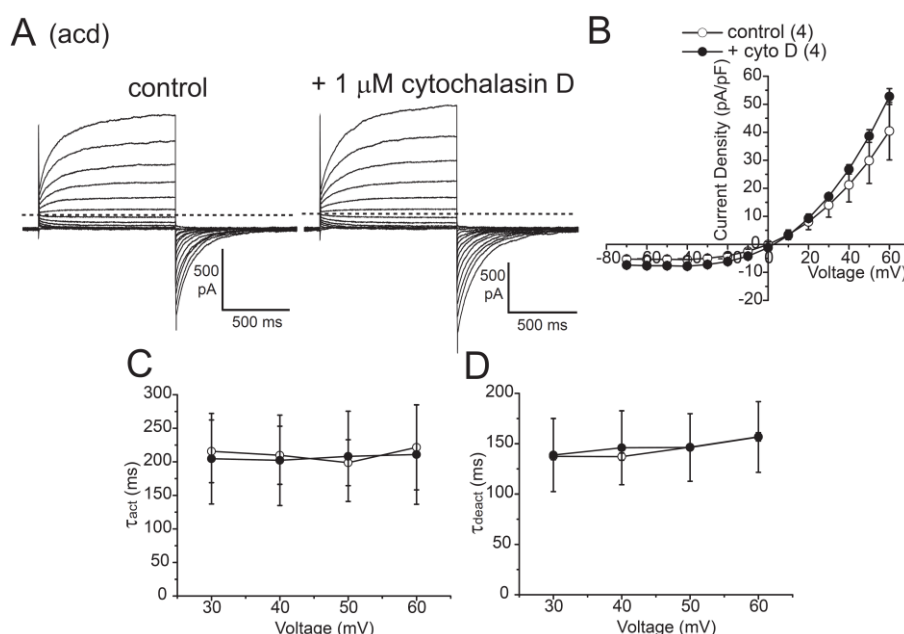 A (acd)
control
+ 1 μM cytochalasin D
500
pA
500 ms
500
pA
500 ms
B
control (4)
+ cyto D (4)
Current Density (pA/pF)
60
50
40
30
20
10
0
-10
-20
-80 -60 -40 -20 0 20 40 60
Voltage (mV)
C
τact (ms)
300
250
200
150
100
50
0
30 40 50 60
Voltage (mV)
D
τdeact (ms)
200
150
100
50
0
30 40 50 60
Voltage (mV)